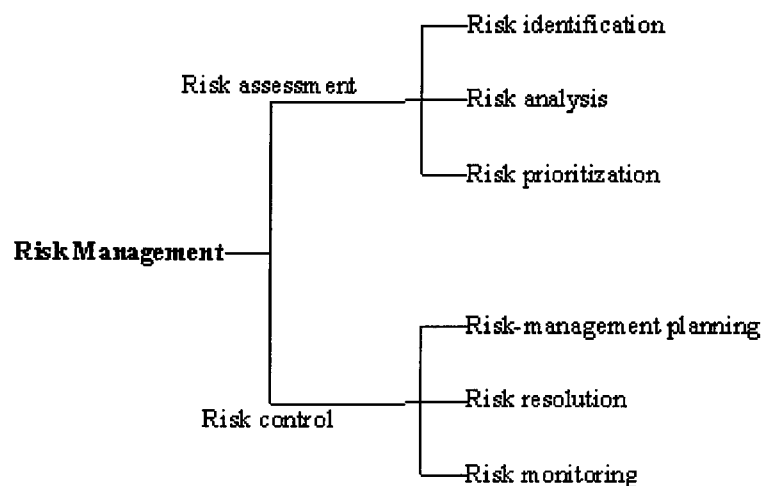 Risk identification
Risk assessment
Risk analysis
Risk prioritization
Risk Management
Risk-management planning
Risk resolution
Risk control
Risk monitoring